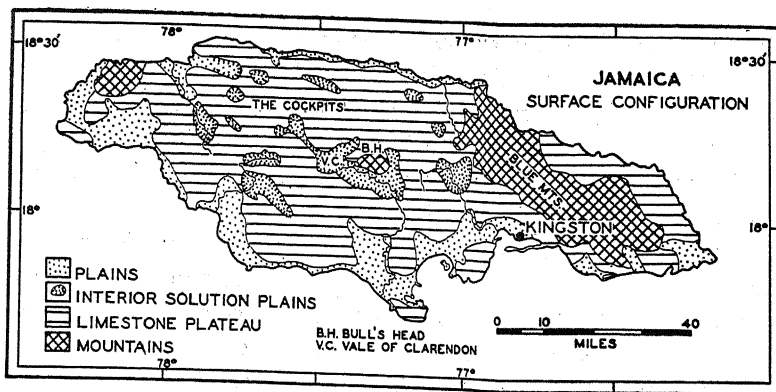 78°
77°
18°30'
18°30'
JAMAICA
SURFACE CONFIGURATION
THE COCKPITS
B.H.
V.C.
BLUE MTS.
KINGSTON
18°
18°
PLAINS
INTERIOR SOLUTION PLAINS
LIMESTONE PLATEAU
MOUNTAINS
B.H. BULL'S HEAD
V.C. VALE OF CLARENDON
0 10 40
MILES
78°
77°